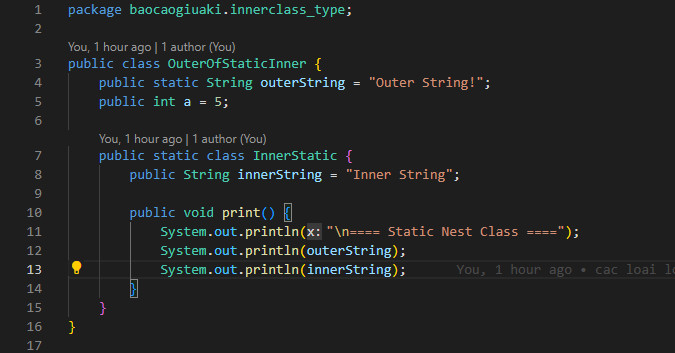 1 package baocaogiuaki.innerclass_type;
2
You, 1 hour ago | 1 author (You)
3 public class OuterOfStaticInner {
4 public static String outerString = "Outer String!";
5 public int a = 5;
6
You, 1 hour ago | 1 author (You)
7 public static class InnerStatic {
8 public String innerString = "Inner String";
9
10 public void print() {
11 System.out.println(x: "\n==== Static Nest Class ====");
12 System.out.println(outerString);
13 System.out.println(innerString); You, 1 hour ago • cac loai
14 }
15 }
16 }
17